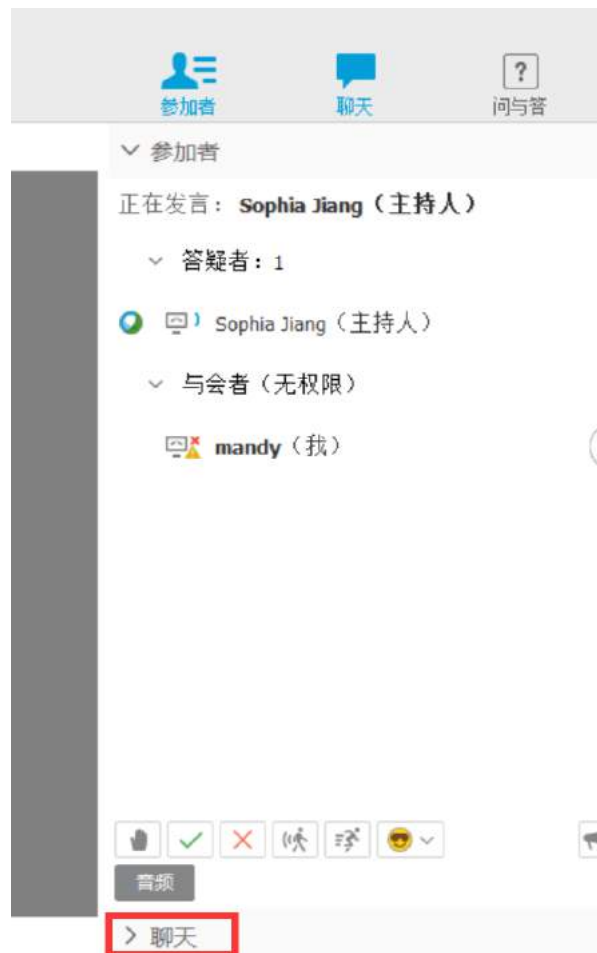 参加者 聊天 问与答
参加者
正在发言： Sophia Jiang（主持人）
答疑者：1
Sophia Jiang（主持人）
与会者（无权限）
mandy（我）
音频
聊天